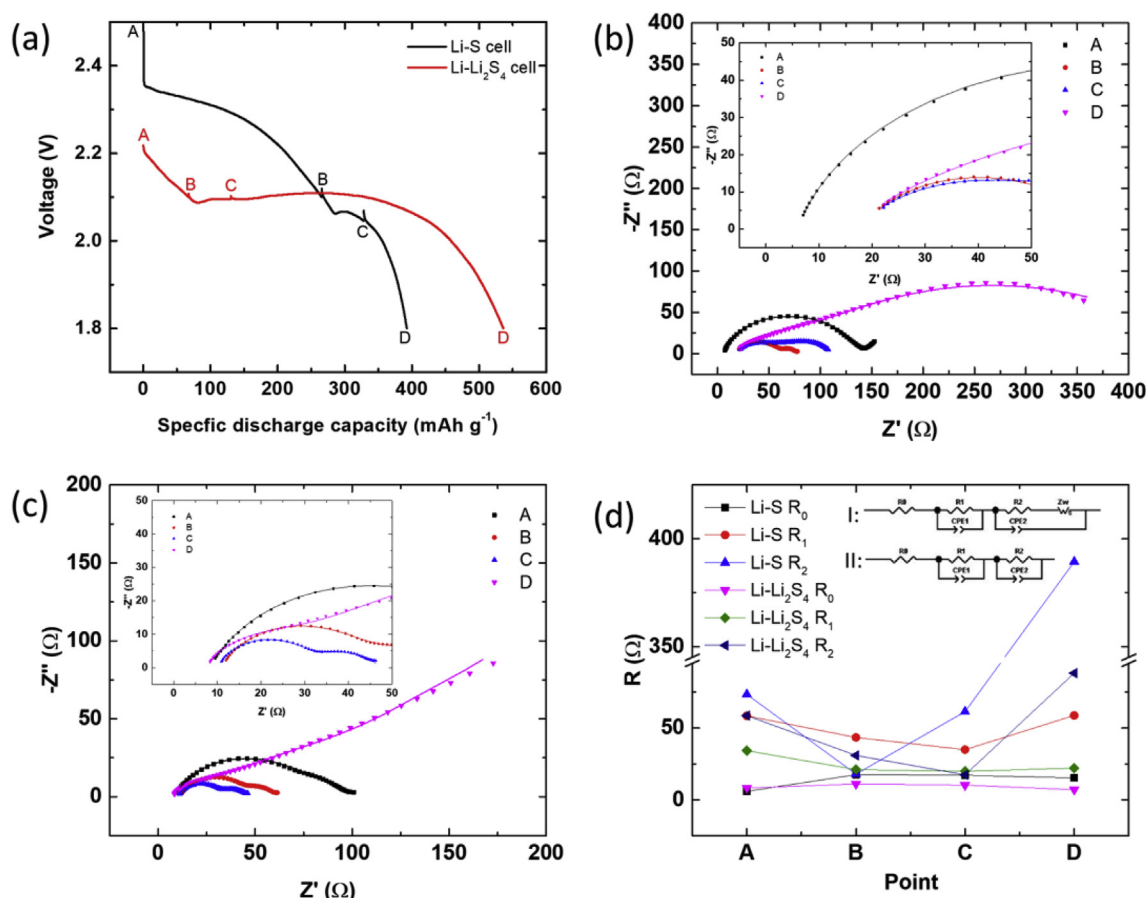 (a)
A
2.4
2.2
2.0
1.8
Voltage (V)
Li-S cell
Li-Li₂S₄ cell
A
B
C
B
C
D
D
0 100 200 300 400 500 600
Specfic discharge capacity (mAh g⁻¹)
(b)
400
350
300
250
200
150
100
50
0
-Z" (Ω)
A
B
C
D
50
40
30
20
10
0
-Z" (Ω)
A
B
C
D
0 10 20 30 40 50
Z' (Ω)
0 50 100 150 200 250 300 350 400
Z' (Ω)
(c)
200
150
100
50
0
-Z" (Ω)
A
B
C
D
50
40
30
20
10
0
-Z" (Ω)
A
B
C
D
0 10 20 30 40 50
Z' (Ω)
0 50 100 150 200
Z' (Ω)
(d)
400
350
50
0
R (Ω)
Li-S R₀
Li-S R₁
Li-S R₂
Li-Li₂S₄ R₀
Li-Li₂S₄ R₁
Li-Li₂S₄ R₂
I: R0 R1 R2 Zw
CPE1 CPE2
II: R0 R1 R2
CPE1 CPE2
A B C D
Point